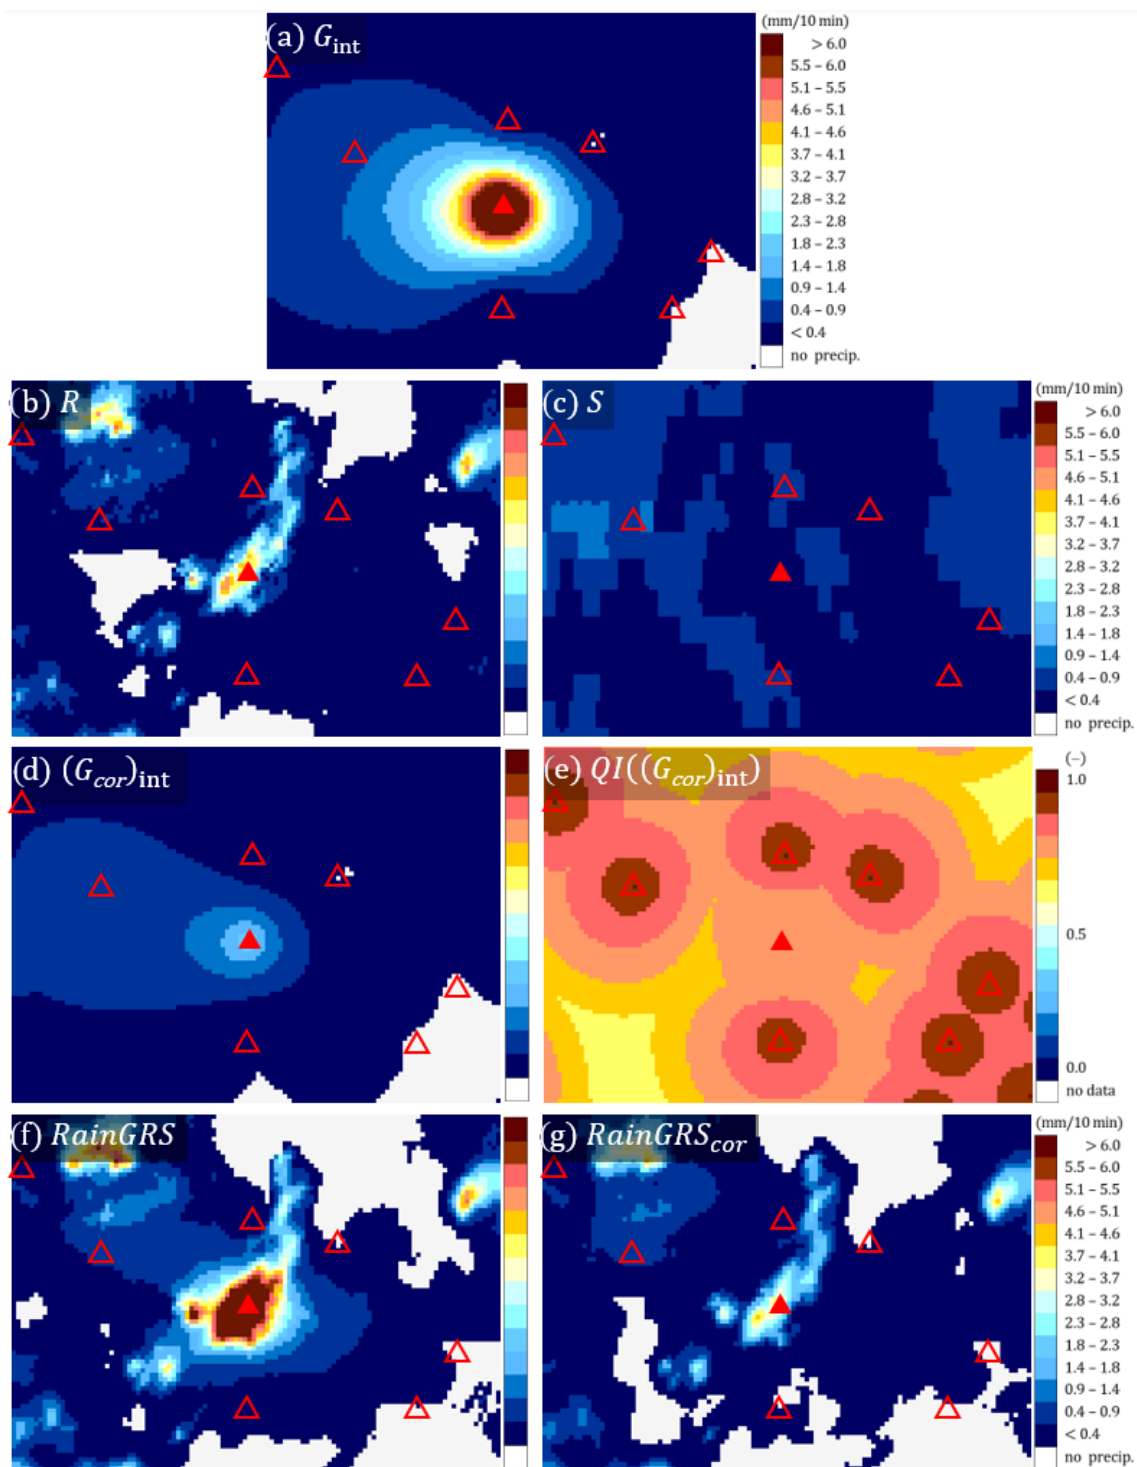 (a) G_int
(mm/10 min)
> 6.0
5.5 – 6.0
5.1 – 5.5
4.6 – 5.1
4.1 – 4.6
3.7 – 4.1
3.2 – 3.7
2.8 – 3.2
2.3 – 2.8
1.8 – 2.3
1.4 – 1.8
0.9 – 1.4
0.4 – 0.9
< 0.4
no precip.
(b) R
(c) S
(mm/10 min)
> 6.0
5.5 – 6.0
5.1 – 5.5
4.6 – 5.1
4.1 – 4.6
3.7 – 4.1
3.2 – 3.7
2.8 – 3.2
2.3 – 2.8
1.8 – 2.3
1.4 – 1.8
0.9 – 1.4
0.4 – 0.9
< 0.4
no precip.
(d) (G_cor)_int
(e) QI((G_cor)_int)
(–)
1.0
0.5
0.0
no data
(f) RainGRS
(g) RainGRS_cor
(mm/10 min)
> 6.0
5.5 – 6.0
5.1 – 5.5
4.6 – 5.1
4.1 – 4.6
3.7 – 4.1
3.2 – 3.7
2.8 – 3.2
2.3 – 2.8
1.8 – 2.3
1.4 – 1.8
0.9 – 1.4
0.4 – 0.9
< 0.4
no precip.